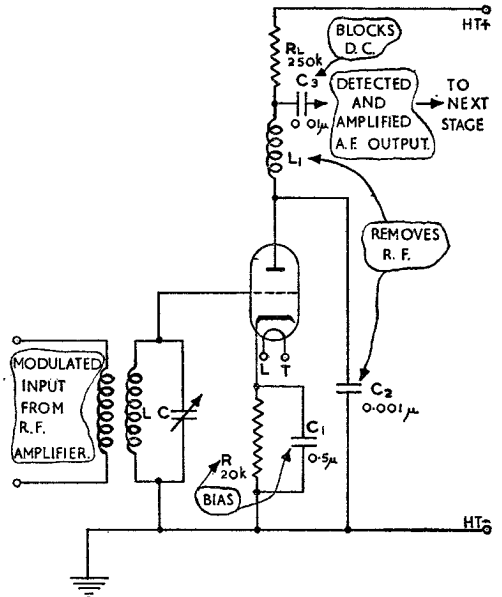 HT+
BLOCKS
D.C.
RL
250k
C3
0.01μ
DETECTED
AND
AMPLIFIED
A.F. OUTPUT.
TO
NEXT
STAGE
L1
REMOVES
R.F.
L T
MODULATED
INPUT
FROM
R.F.
AMPLIFIER.
L C
C2
0.001μ
C1
0.5μ
R
20k
BIAS
HT-